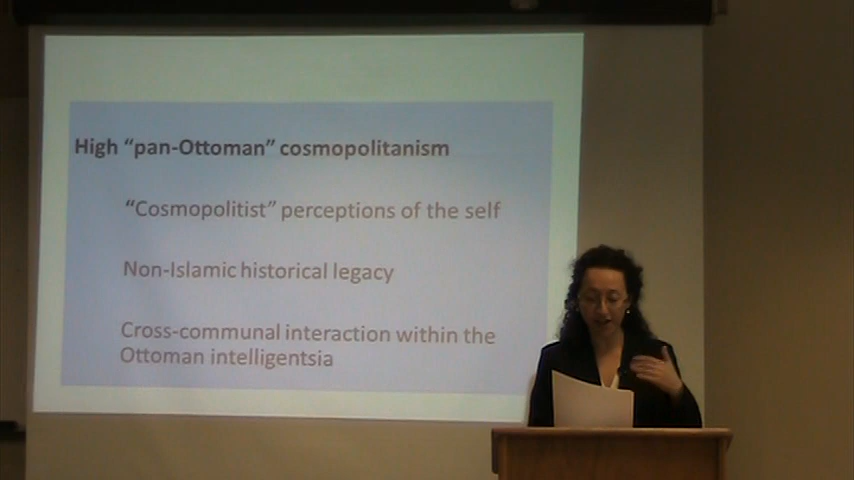 High “pan-Ottoman” cosmopolitanism
“Cosmopolitist” perceptions of the self
Non-Islamic historical legacy
Cross-communal interaction within the
Ottoman intelligentsia